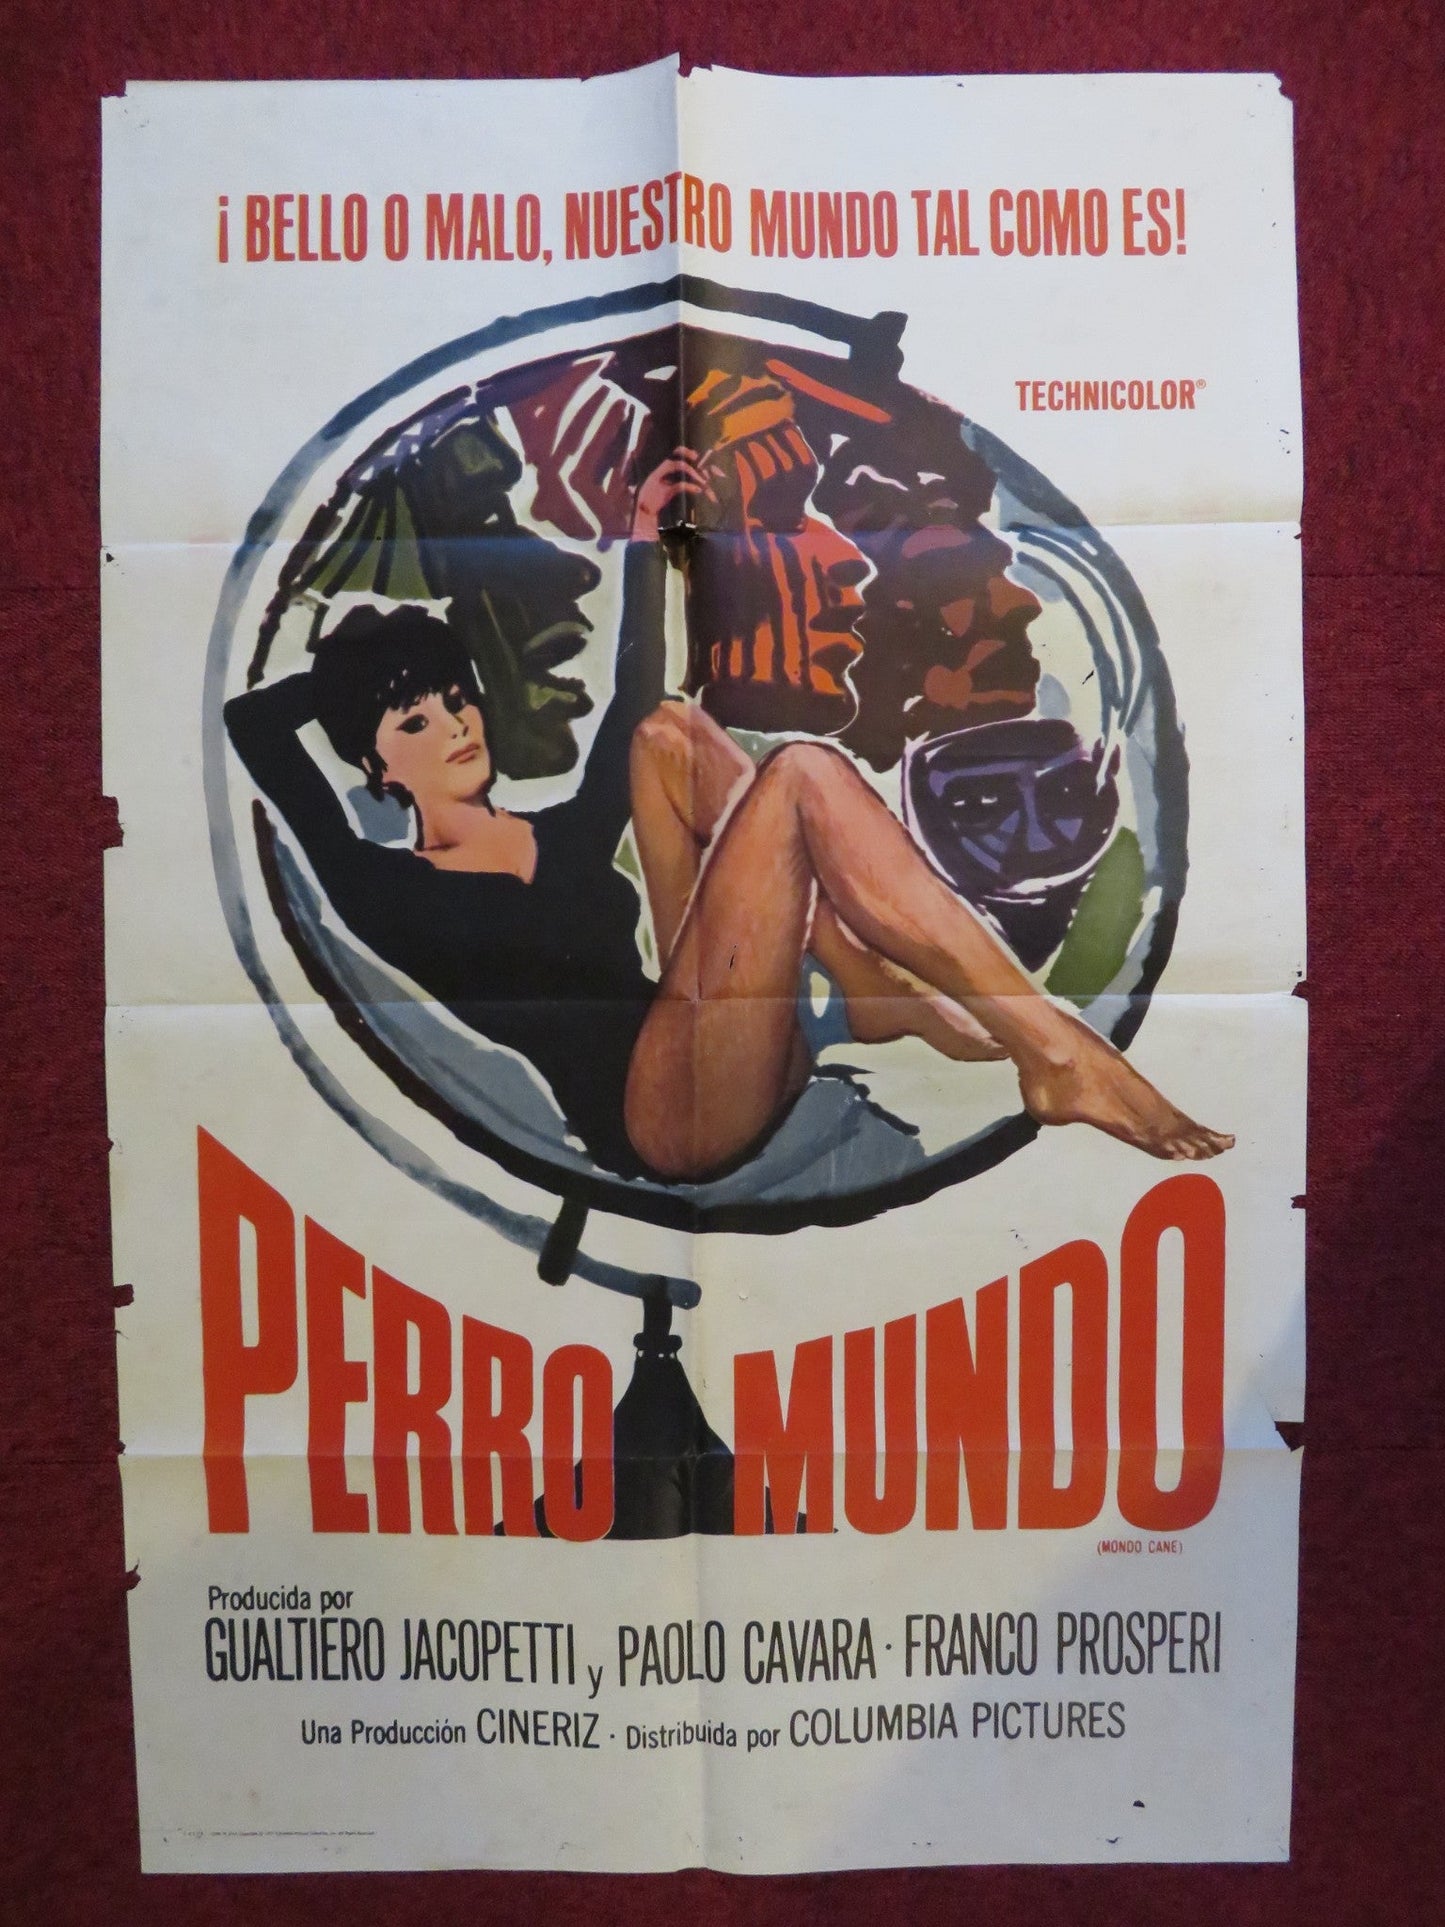 ¡BELLO O MALO, NUESTRO MUNDO TAL COMO ES!
TECHNICOLOR®
PERRO MUNDO
(MONDO CANE)
Producida por
GUALTIERO JACOPETTI y PAOLO CAVARA · FRANCO PROSPERI
Una Producción CINERIZ · Distribuida por COLUMBIA PICTURES